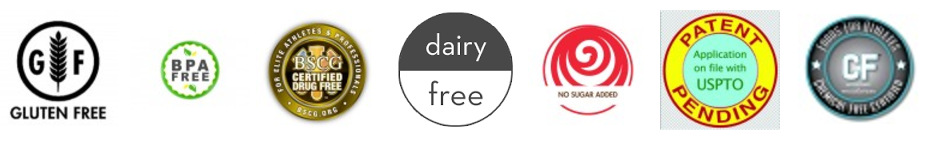 GF
GLUTEN FREE
BPA
FREE
FOR ELITE ATHLETES & PROFESSIONALS
BSCG
CERTIFIED
DRUG FREE
BSCG.ORG
dairy
free
NO SUGAR ADDED
PATENT
Application
on file with
USPTO
PENDING
CF